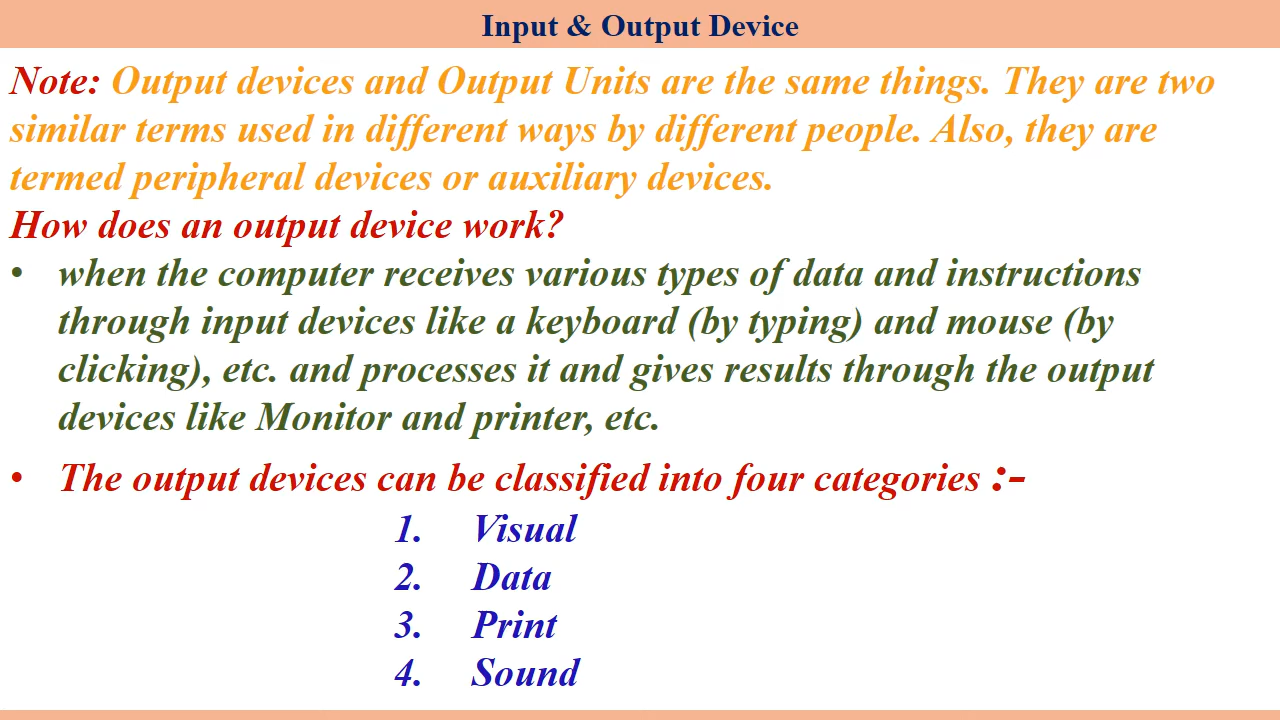 Input & Output Device
Note: Output devices and Output Units are the same things. They are two
similar terms used in different ways by different people. Also, they are
termed peripheral devices or auxiliary devices.
How does an output device work?
• when the computer receives various types of data and instructions
through input devices like a keyboard (by typing) and mouse (by
clicking), etc. and processes it and gives results through the output
devices like Monitor and printer, etc.
• The output devices can be classified into four categories :-
1. Visual
2. Data
3. Print
4. Sound